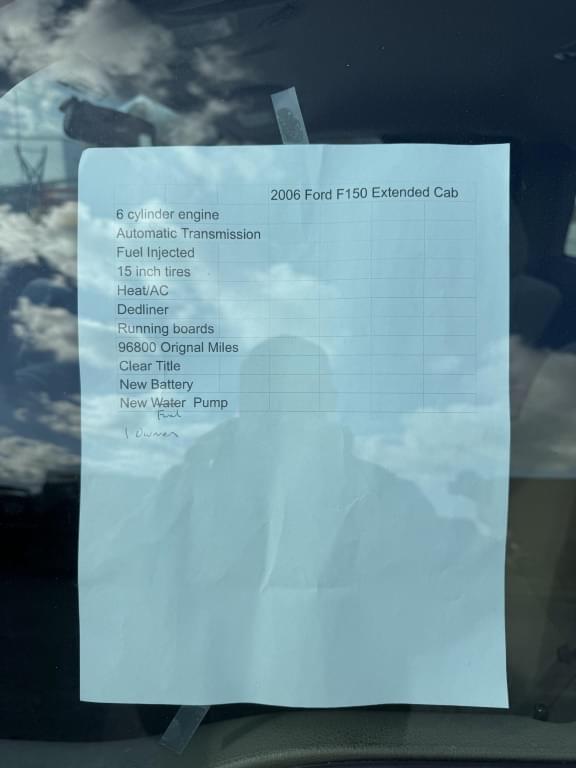 2006 Ford F150 Extended Cab
6 cylinder engine
Automatic Transmission
Fuel Injected
15 inch tires
Heat/AC
Dedliner
Running boards
96800 Orignal Miles
Clear Title
New Battery
New Water Pump
Fuel
1 Owner